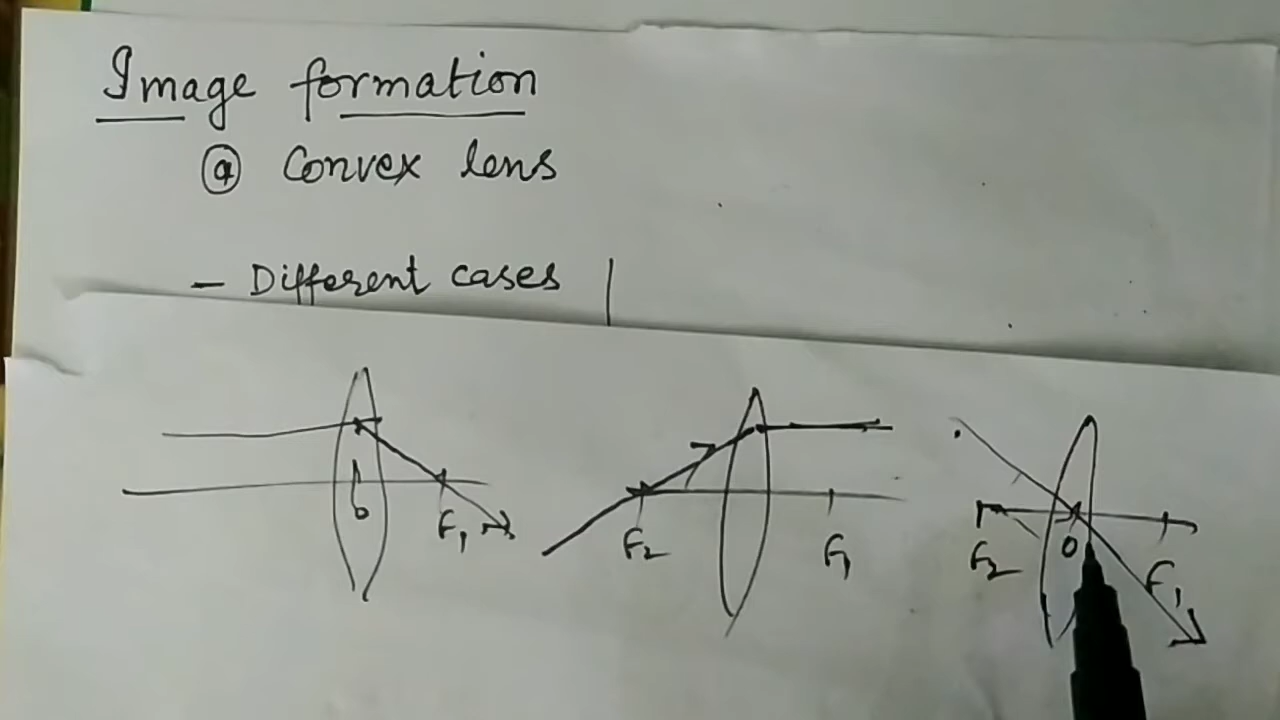 Image formation
ⓐ Convex lens
- Different cases
F₁
F₂ F₁
F₂ O F₁